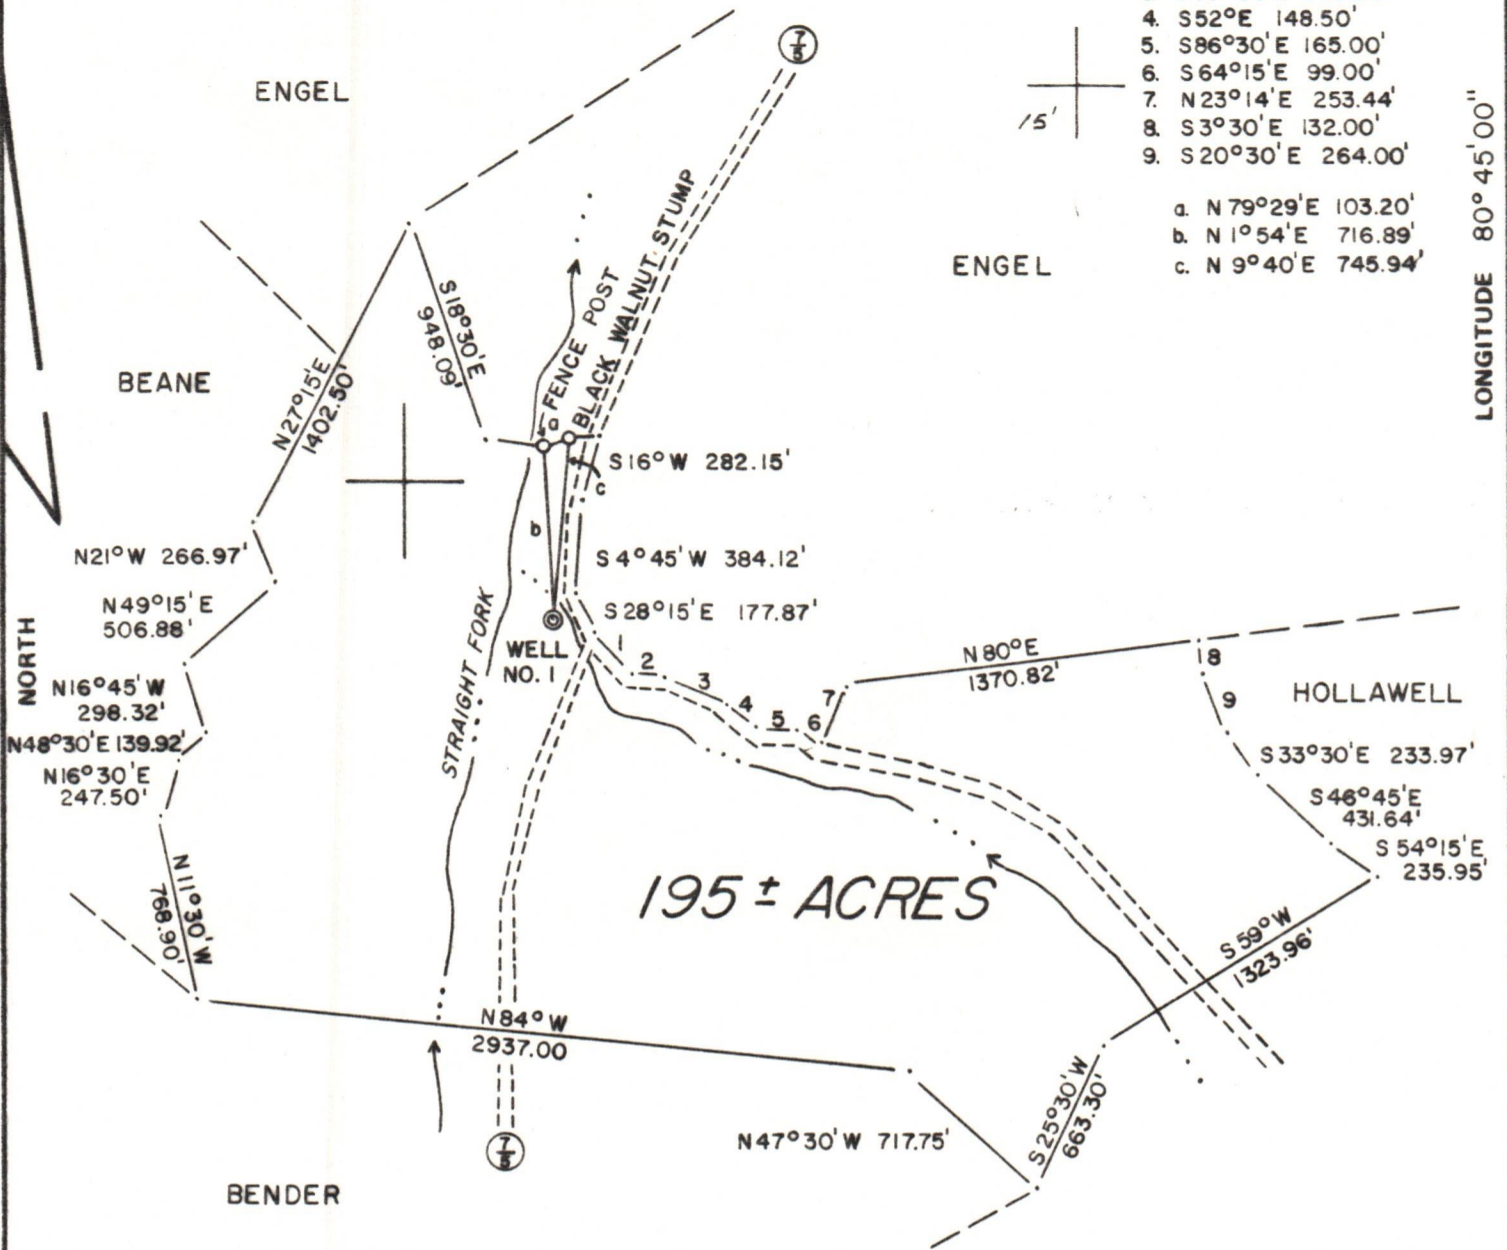 4. S52°E 148.50'
5. S86°30'E 165.00'
6. S64°15'E 99.00'
7. N23°14'E 253.44'
8. S3°30'E 132.00'
9. S20°30'E 264.00'
a. N79°29'E 103.20'
b. N1°54'E 716.89'
c. N9°40'E 745.94'
7
5
ENGEL
15'
LONGITUDE 80°45'00"
ENGEL
BEANE
N27°15'E
1402.50'
S18°30'E
948.09'
FENCE POST
BLACK WALNUT STUMP
a
S16°W 282.15'
c
b
N21°W 266.97'
S4°45'W 384.12'
N49°15'E
506.88'
S28°15'E 177.87'
NORTH
STRAIGHT FORK
WELL
NO. 1
1
2
3
4
5
6
7
N80°E
1370.82'
8
9
HOLLAWELL
N16°45'W
298.32'
N48°30'E 139.92'
N16°30'E
247.50'
S33°30'E 233.97'
S46°45'E
431.64'
S54°15'E
235.95'
N11°30'W
768.90'
195± ACRES
S59°W
1323.96'
N84°W
2937.00
S25°30'W
663.30'
N47°30'W 717.75'
7
5
BENDER